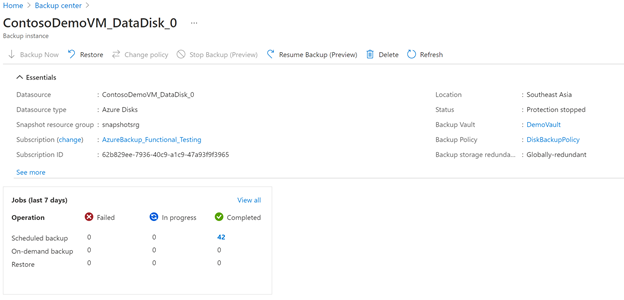 Home > Backup center >
ContosoDemoVM_DataDisk_0 ...
Backup instance
Backup Now Restore Change policy Stop Backup (Preview) Resume Backup (Preview) Delete Refresh
Essentials
Datasource : ContosoDemoVM_DataDisk_0 Location : Southeast Asia
Datasource type : Azure Disks Status : Protection stopped
Snapshot resource group : snapshotsrg Backup Vault : DemoVault
Subscription (change) : AzureBackup_Functional_Testing Backup Policy : DiskBackupPolicy
Subscription ID : 62b829ee-7936-40c9-a1c9-47a93f9f3965 Backup storage redunda... : Globally-redundant
See more
Jobs (last 7 days) View all
Operation Failed In progress Completed
Scheduled backup 0 0 42
On-demand backup 0 0 0
Restore 0 0 0